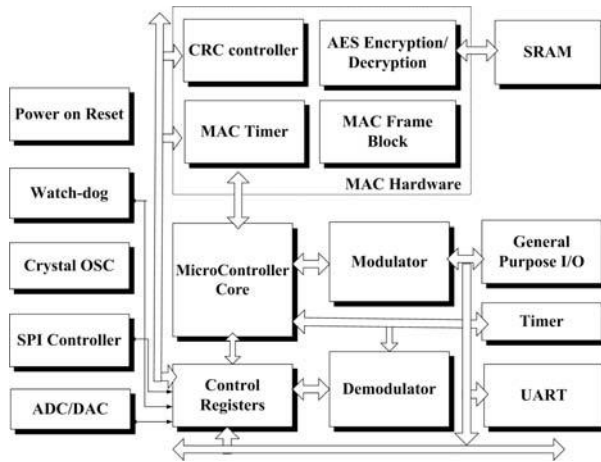 CRC controller
AES Encryption/
Decryption
SRAM
Power on Reset
MAC Timer
MAC Frame
Block
MAC Hardware
Watch-dog
Crystal OSC
MicroController
Core
Modulator
General
Purpose I/O
SPI Controller
Timer
ADC/DAC
Control
Registers
Demodulator
UART